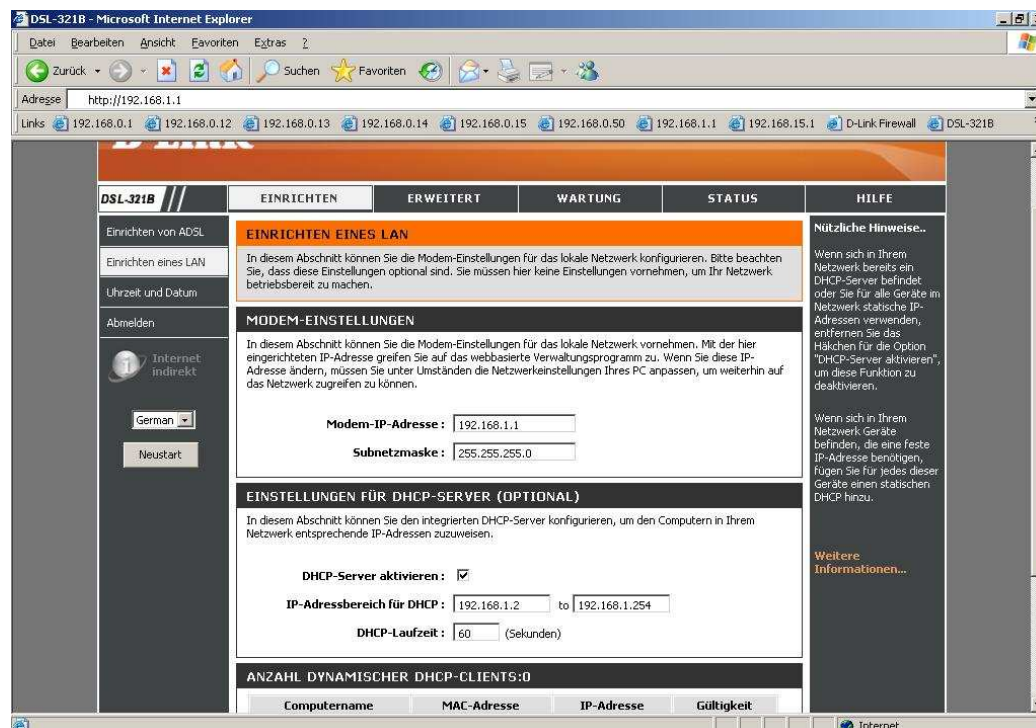 DSL-321B - Microsoft Internet Explorer
Datei Bearbeiten Ansicht Favoriten Extras ?
Zurück Suchen Favoriten
Adresse http://192.168.1.1
Links 192.168.0.1 192.168.0.12 192.168.0.13 192.168.0.14 192.168.0.15 192.168.0.50 192.168.1.1 192.168.15.1 D-Link Firewall DSL-321B
DSL-321B EINRICHTEN ERWEITERT WARTUNG STATUS HILFE
Einrichten von ADSL
Einrichten eines LAN
Uhrzeit und Datum
Abmelden
Internet
indirekt
German
Neustart
EINRICHTEN EINES LAN
In diesem Abschnitt können Sie die Modem-Einstellungen für das lokale Netzwerk konfigurieren. Bitte beachten
Sie, dass diese Einstellungen optional sind. Sie müssen hier keine Einstellungen vornehmen, um Ihr Netzwerk
betriebsbereit zu machen.
MODEM-EINSTELLUNGEN
In diesem Abschnitt können Sie die Modem-Einstellungen für das lokale Netzwerk vornehmen. Mit der hier
eingerichteten IP-Adresse greifen Sie auf das webbasierte Verwaltungsprogramm zu. Wenn Sie diese IP-
Adresse ändern, müssen Sie unter Umständen die Netzwerkeinstellungen Ihres PC anpassen, um weiterhin auf
das Netzwerk zugreifen zu können.
Modem-IP-Adresse : 192.168.1.1
Subnetzmaske : 255.255.255.0
EINSTELLUNGEN FÜR DHCP-SERVER (OPTIONAL)
In diesem Abschnitt können Sie den integrierten DHCP-Server konfigurieren, um den Computern in Ihrem
Netzwerk entsprechende IP-Adressen zuzuweisen.
DHCP-Server aktivieren :
IP-Adressbereich für DHCP : 192.168.1.2 to 192.168.1.254
DHCP-Laufzeit : 60 (Sekunden)
ANZAHL DYNAMISCHER DHCP-CLIENTS:0
Computername MAC-Adresse IP-Adresse Gültigkeit
Nützliche Hinweise..
Wenn sich in Ihrem
Netzwerk bereits ein
DHCP-Server befindet
oder Sie für alle Geräte im
Netzwerk statische IP-
Adressen verwenden,
entfernen Sie das
Häkchen für die Option
"DHCP-Server aktivieren",
um diese Funktion zu
deaktivieren.
Wenn sich in Ihrem
Netzwerk Geräte
befinden, die eine feste
IP-Adresse benötigen,
fügen Sie für jedes dieser
Geräte einen statischen
DHCP hinzu.
Weitere
Informationen...
Internet